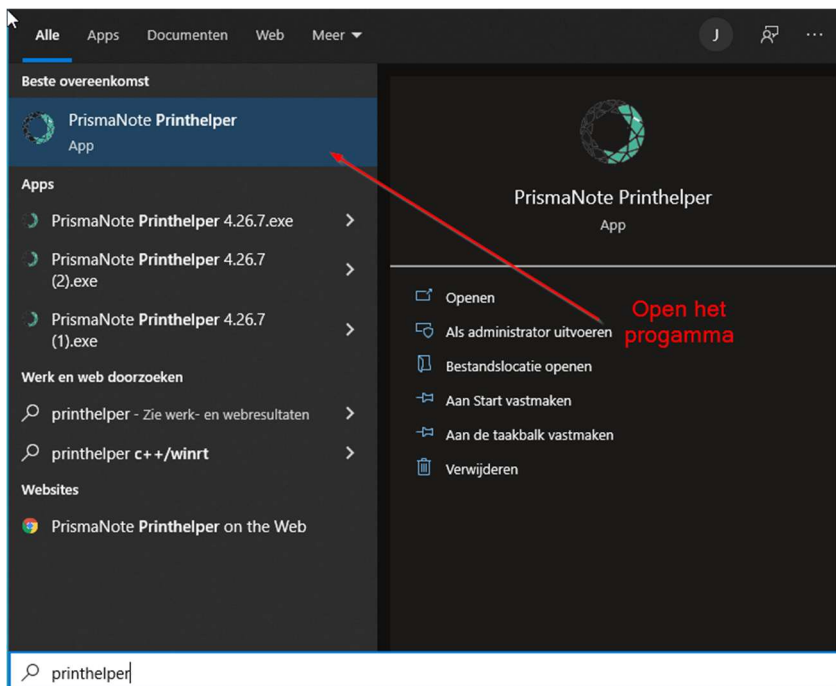 Alle Apps Documenten Web Meer
J
Beste overeenkomst
PrismaNote Printhelper
App
Apps
PrismaNote Printhelper 4.26.7.exe
PrismaNote Printhelper 4.26.7
(2).exe
PrismaNote Printhelper 4.26.7
(1).exe
Werk en web doorzoeken
printhelper - Zie werk- en webresultaten
printhelper c++/winrt
Websites
PrismaNote Printhelper on the Web
PrismaNote Printhelper
App
Openen
Als administrator uitvoeren
Bestandslocatie openen
Aan Start vastmaken
Aan de taakbalk vastmaken
Verwijderen
Open het
progamma
printhelper